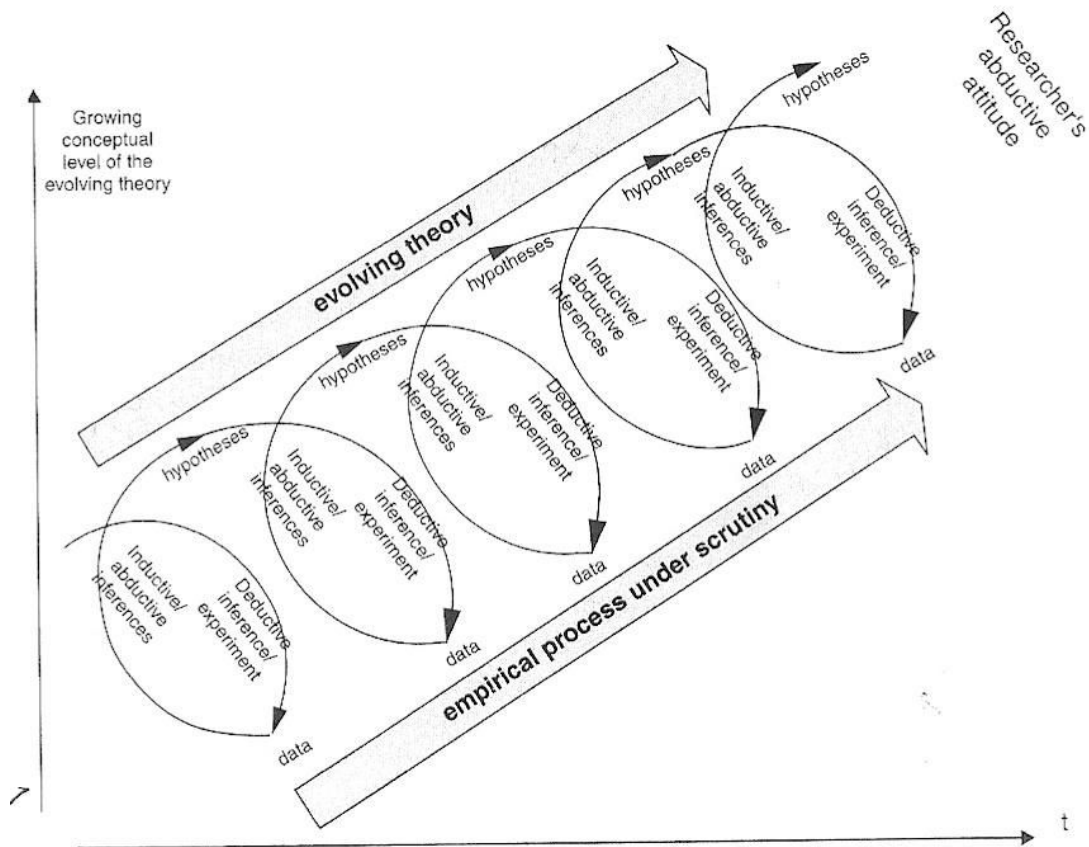 Researcher's
abductive
attitude
Growing
conceptual
level of the
evolving theory
evolving theory
hypotheses
Inductive/
abductive
inferences
Deductive
inference/
experiment
data
hypotheses
Inductive/
abductive
inferences
Deductive
inference/
experiment
data
hypotheses
Inductive/
abductive
inferences
Deductive
inference/
experiment
data
hypotheses
Inductive/
abductive
inferences
Deductive
inference/
experiment
data
hypotheses
Inductive/
abductive
inferences
Deductive
inference/
experiment
data
empirical process under scrutiny
t